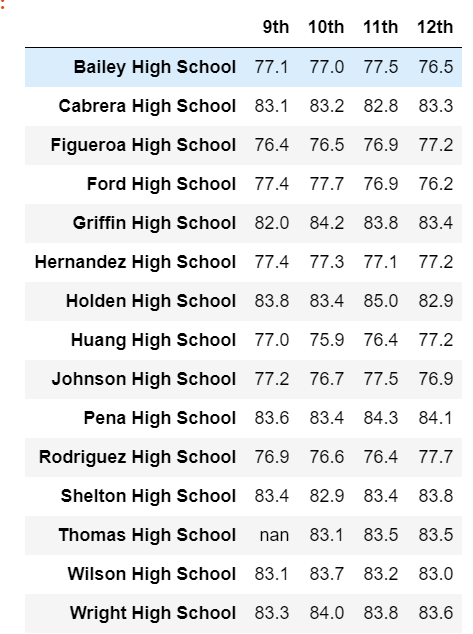 :
9th 10th 11th 12th
Bailey High School 77.1 77.0 77.5 76.5
Cabrera High School 83.1 83.2 82.8 83.3
Figueroa High School 76.4 76.5 76.9 77.2
Ford High School 77.4 77.7 76.9 76.2
Griffin High School 82.0 84.2 83.8 83.4
Hernandez High School 77.4 77.3 77.1 77.2
Holden High School 83.8 83.4 85.0 82.9
Huang High School 77.0 75.9 76.4 77.2
Johnson High School 77.2 76.7 77.5 76.9
Pena High School 83.6 83.4 84.3 84.1
Rodriguez High School 76.9 76.6 76.4 77.7
Shelton High School 83.4 82.9 83.4 83.8
Thomas High School nan 83.1 83.5 83.5
Wilson High School 83.1 83.7 83.2 83.0
Wright High School 83.3 84.0 83.8 83.6